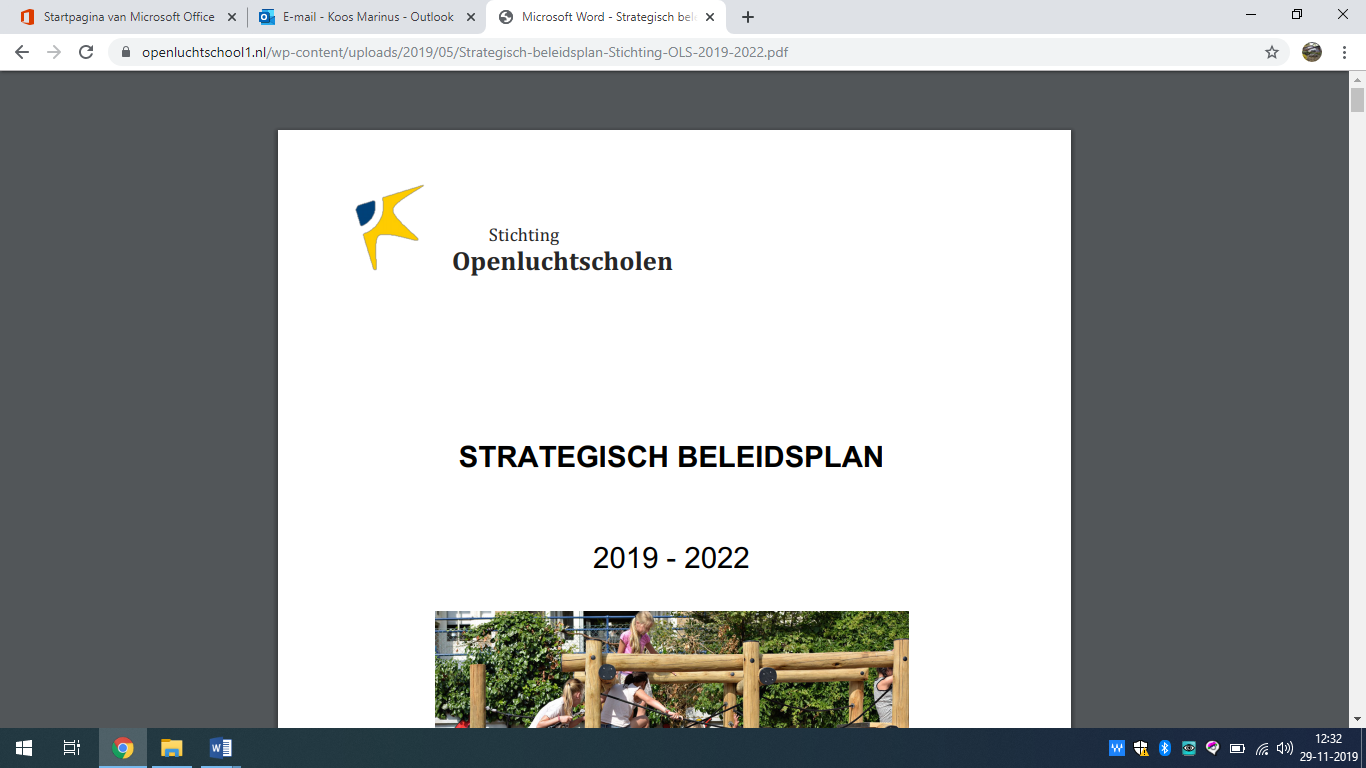 Startpagina van Microsoft Office
E-mail - Koos Marinus - Outlook
Microsoft Word - Strategisch bel
openluchtschool1.nl/wp-content/uploads/2019/05/Strategisch-beleidsplan-Stichting-OLS-2019-2022.pdf
Stichting
Openluchtscholen
STRATEGISCH BELEIDSPLAN
2019 - 2022
12:32
29-11-2019